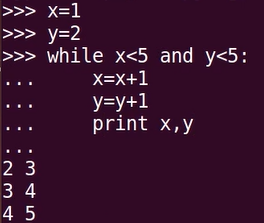 >>> x=1
>>> y=2
>>> while x<5 and y<5:
...     x=x+1
...     y=y+1
...     print x,y
...
2 3
3 4
4 5